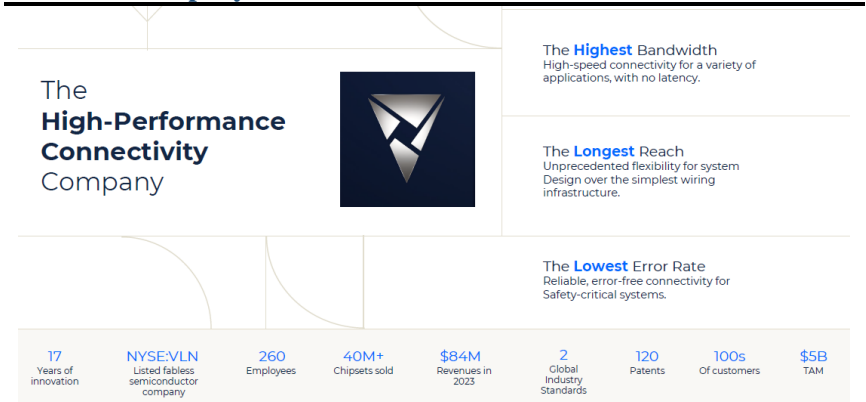 The
High-Performance
Connectivity
Company
The Highest Bandwidth
High-speed connectivity for a variety of
applications, with no latency.
The Longest Reach
Unprecedented flexibility for system
Design over the simplest wiring
infrastructure.
The Lowest Error Rate
Reliable, error-free connectivity for
Safety-critical systems.
17
Years of
innovation
NYSE:VLN
Listed fabless
semiconductor
company
260
Employees
40M+
Chipsets sold
$84M
Revenues in
2023
2
Global
Industry
Standards
120
Patents
100s
Of customers
$5B
TAM